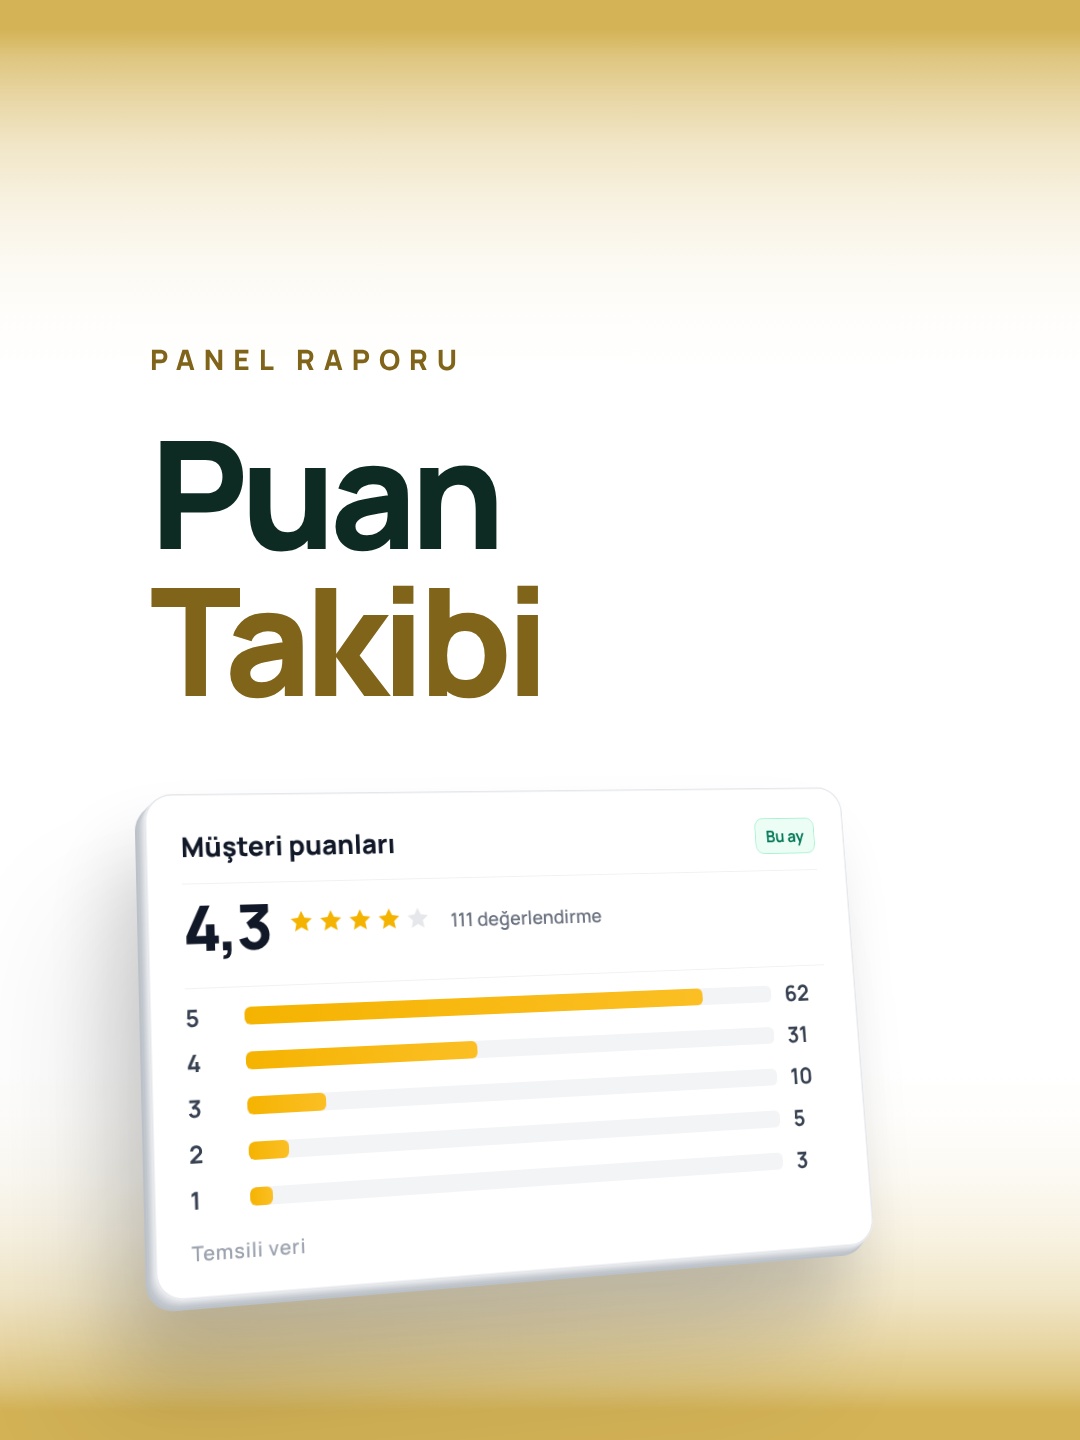 PANEL RAPORU
Puan
Takibi
Müşteri puanları
Bu ay
4,3
111 değerlendirme
5 62
4 31
3 10
2 5
1 3
Temsili veri